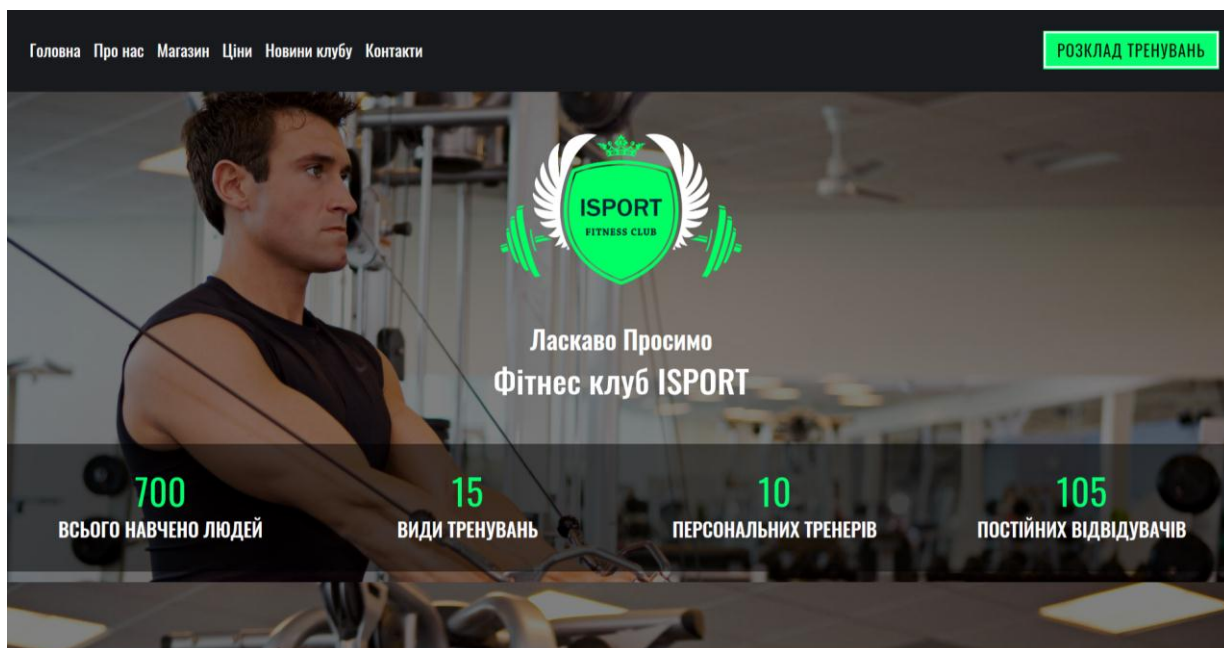 Головна Про нас Магазин Ціни Новини клубу Контакти
РОЗКЛАД ТРЕНУВАНЬ
ISPORT
FITNESS CLUB
Ласкаво Просимо
Фітнес клуб ISPORT
700
ВСЬОГО НАВЧЕНО ЛЮДЕЙ
15
ВИДИ ТРЕНУВАНЬ
10
ПЕРСОНАЛЬНИХ ТРЕНЕРІВ
105
ПОСТІЙНИХ ВІДВІДУВАЧІВ